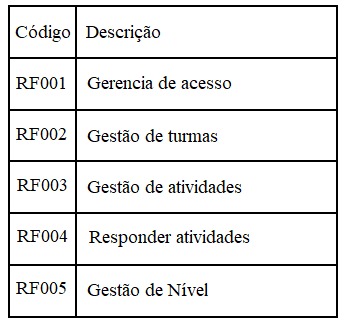 Código Descrição
RF001 Gerencia de acesso
RF002 Gestão de turmas
RF003 Gestão de atividades
RF004 Responder atividades
RF005 Gestão de Nível